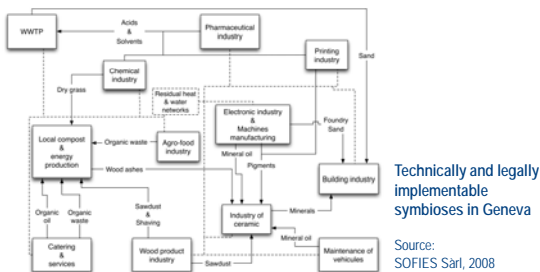 WWTP
Acids
&
Solvents
Pharmaceutical
industry
Printing
industry
Sand
Chemical
industry
Dry grass
Residual heat
& water
networks
Electronic industry
&
Machines
manufacturing
Foundry
Sand
Local compost
&
energy
production
Organic waste
Agro-food
industry
Mineral oil
Pigments
Wood ashes
Building industry
Technically and legally
implementable
symbioses in Geneva
Organic
oil
Organic
waste
Sawdust
&
Shaving
Industry of
ceramic
Minerals
Mineral oil
Catering
&
services
Wood product
industry
Sawdust
Maintenance of
vehicules
Source:
SOFIES Sàrl, 2008